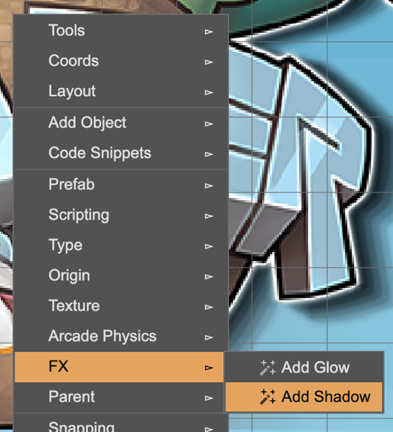 Tools
Coords
Layout
Add Object
Code Snippets
Prefab
Scripting
Type
Origin
Texture
Arcade Physics
FX
Add Glow
Add Shadow
Parent
Snapping